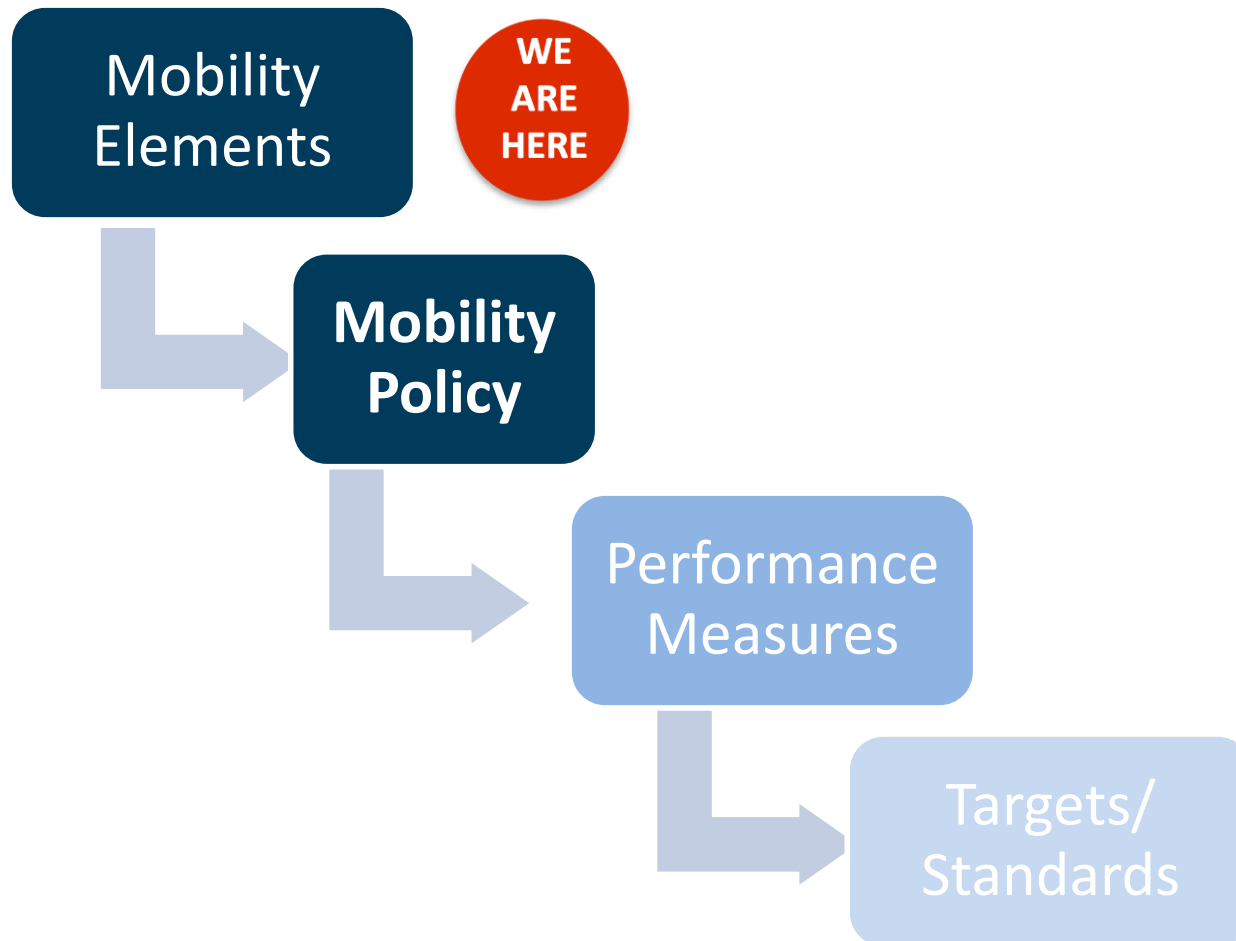 Mobility
Elements
WE
ARE
HERE
Mobility
Policy
Performance
Measures
Targets/
Standards